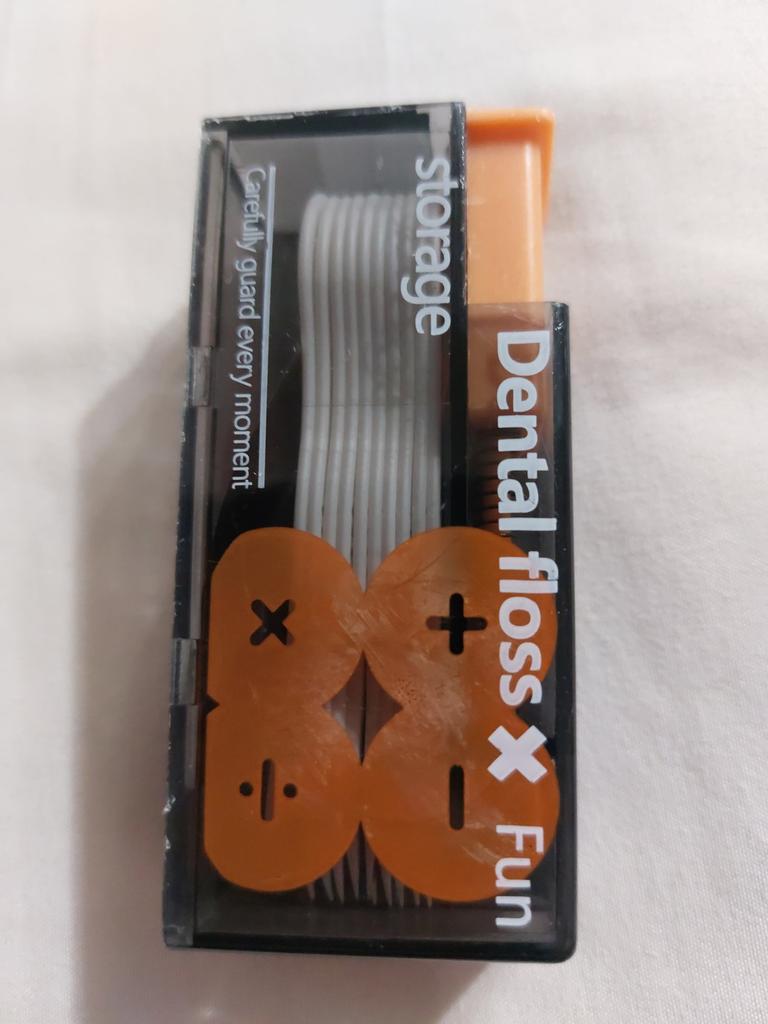 Dental floss × Fun
storage
Carefully guard every moment
× +
÷ −